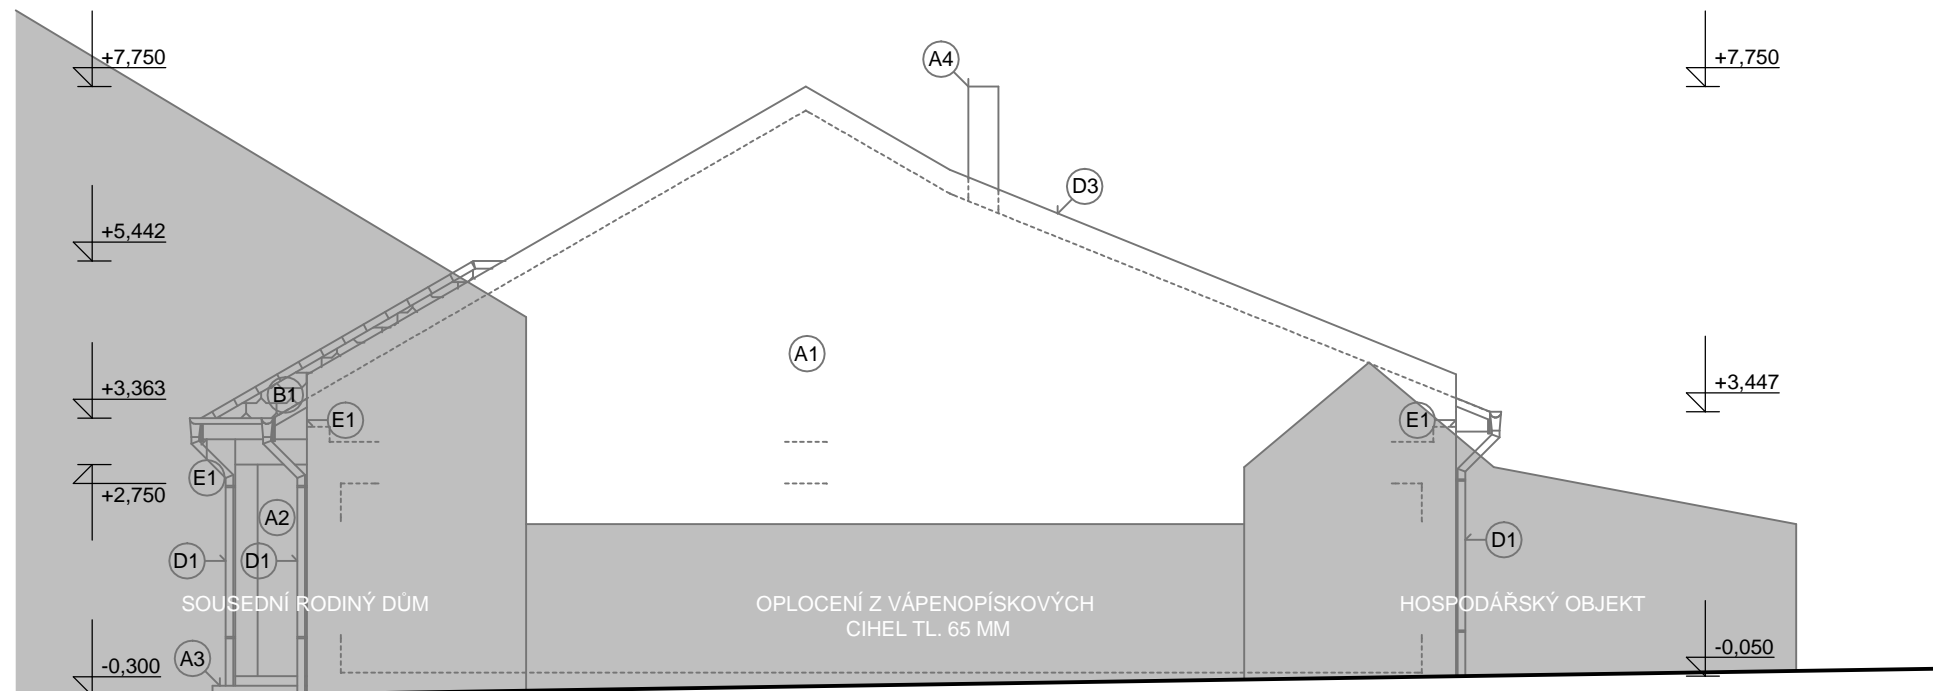 +7,750
A4
+7,750
D3
+5,442
A1
+3,363
B1
+3,447
E1
E1
E1
+2,750
A2
D1
D1
D1
SOUSEDNÍ RODINÝ DŮM
OPLOCENÍ Z VÁPENOPÍSKOVÝCH
CIHEL TL. 65 MM
HOSPODÁŘSKÝ OBJEKT
A3
-0,300
-0,050